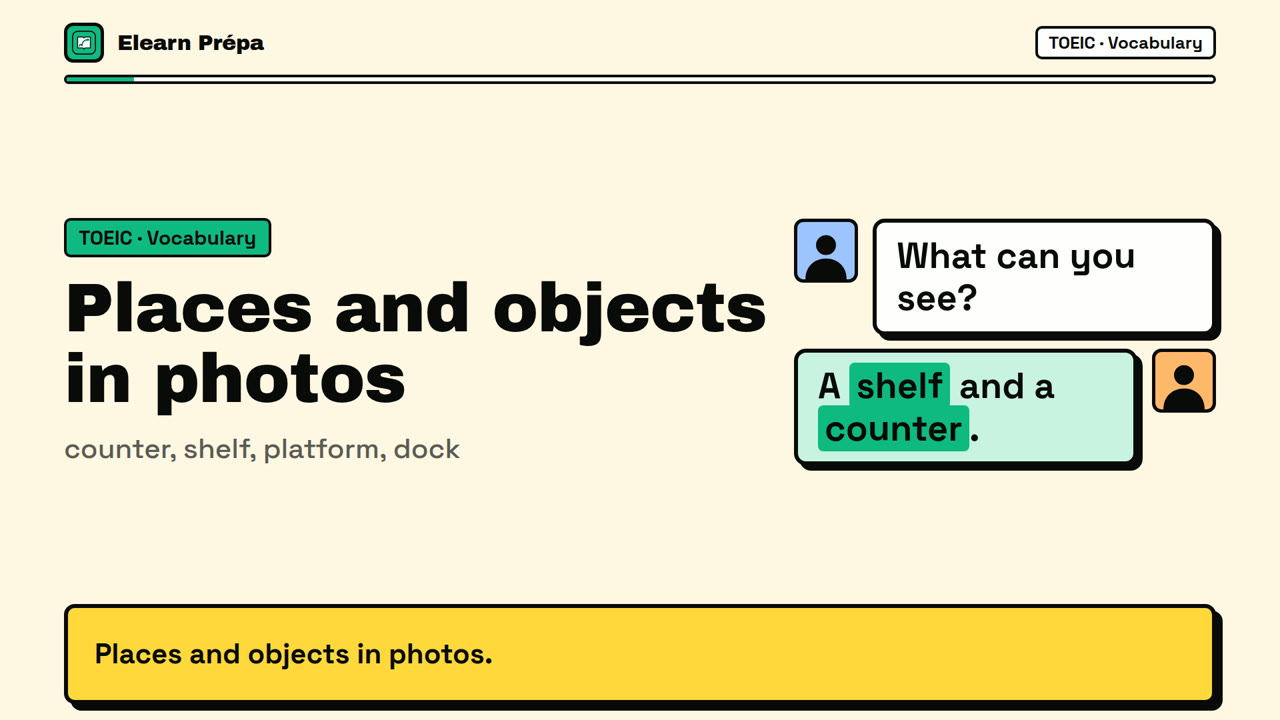 Elearn Prépa
TOEIC · Vocabulary
TOEIC · Vocabulary
Places and objects
in photos
counter, shelf, platform, dock
What can you
see?
A shelf and a
counter.
Places and objects in photos.